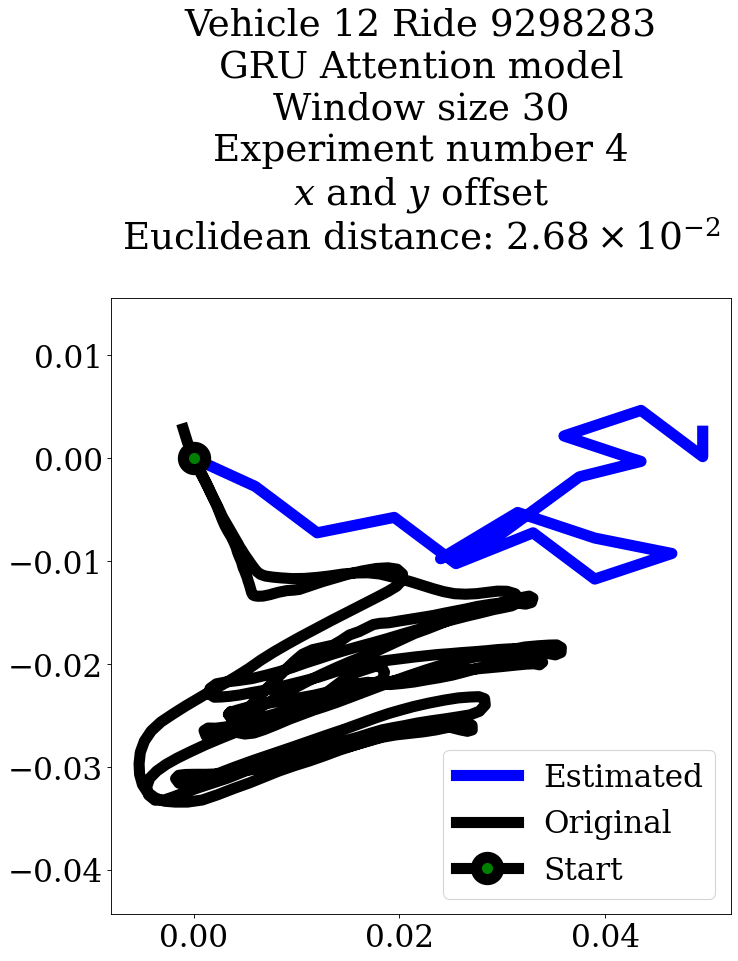 Vehicle 12 Ride 9298283
GRU Attention model
Window size 30
Experiment number 4
x and y offset
Euclidean distance: 2.68 × 10⁻²
0.01
0.00
−0.01
−0.02
−0.03
−0.04
Estimated
Original
Start
0.00 0.02 0.04